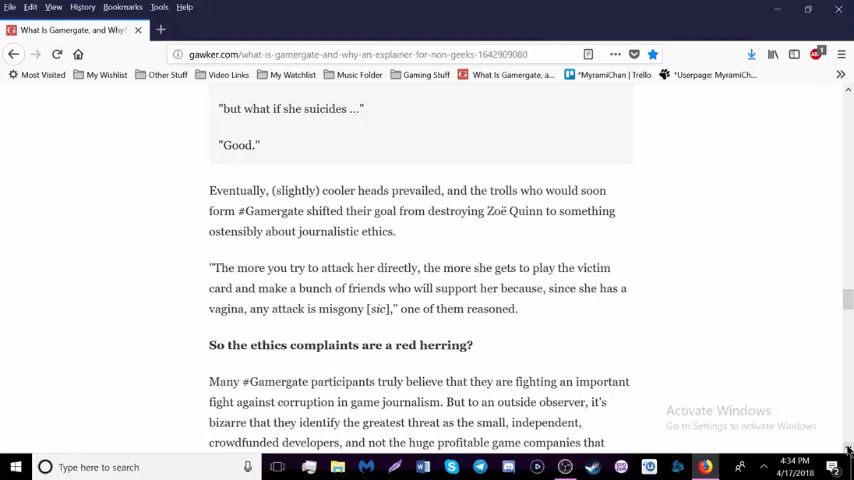 File Edit View History Bookmarks Tools Help
What Is Gamergate, and Why?
gawker.com/what-is-gamergate-and-why-an-explainer-for-non-geeks-1642909080
Most Visited My Wishlist Other Stuff Video Links My Watchlist Music Folder Gaming Stuff What Is Gamergate, a... *MyramiChan | Trello *Userpage: MyramiCh...
"but what if she suicides ..."
"Good."
Eventually, (slightly) cooler heads prevailed, and the trolls who would soon
form #Gamergate shifted their goal from destroying Zoë Quinn to something
ostensibly about journalistic ethics.
"The more you try to attack her directly, the more she gets to play the victim
card and make a bunch of friends who will support her because, since she has a
vagina, any attack is misgony [sic]," one of them reasoned.
So the ethics complaints are a red herring?
Many #Gamergate participants truly believe that they are fighting an important
fight against corruption in game journalism. But to an outside observer, it's
bizarre that they identify the greatest threat as the small, independent,
crowdfunded developers, and not the huge profitable game companies that
Activate Windows
Go to Settings to activate Windows.
Type here to search
4:34 PM
4/17/2018